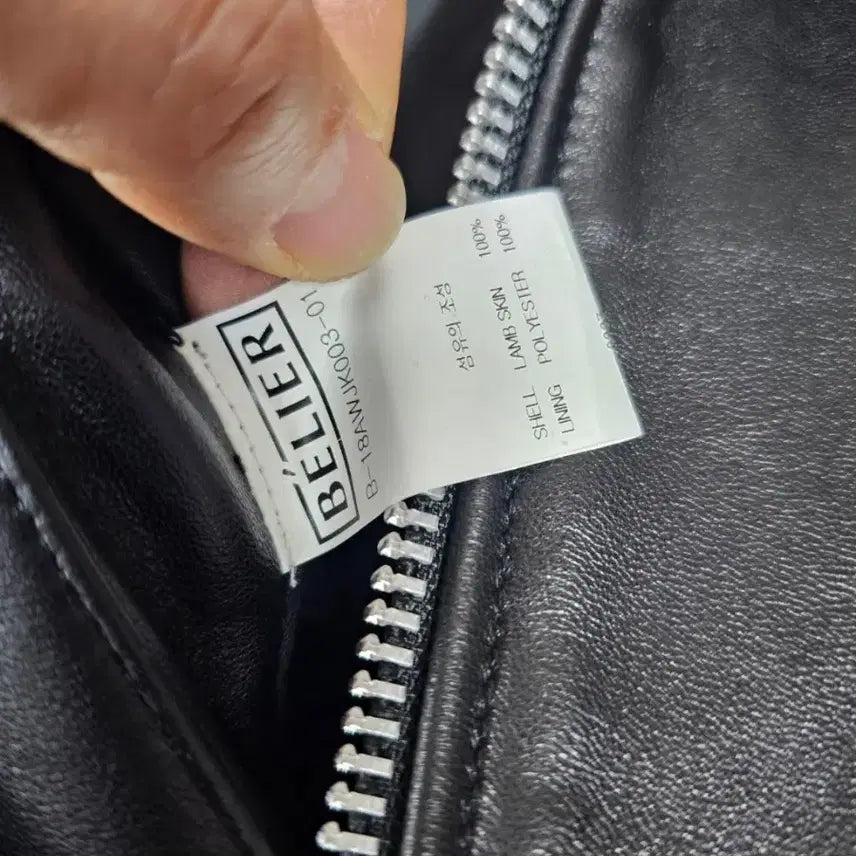 BÉLIER
B-18AWJK003-01
섬유의 조성
SHELL LAMB SKIN 100%
LINING POLYESTER 100%